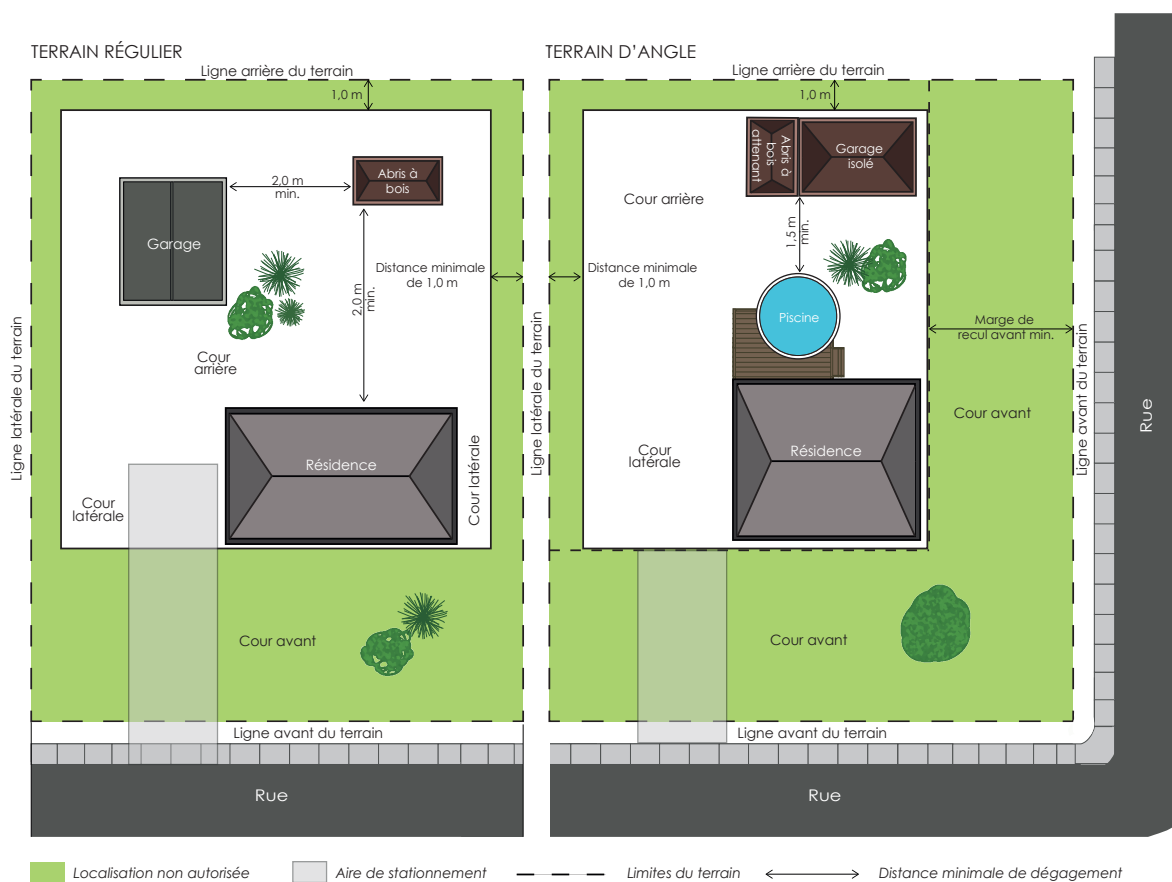 TERRAIN RÉGULIER
Ligne arrière du terrain
1,0 m
Abris à
bois
2,0 m
min.
Garage
2,0 m
min.
Distance minimale
de 1,0 m
Cour
arrière
Ligne latérale du terrain
Résidence
Cour latérale
Cour
latérale
Cour avant
Ligne avant du terrain
Rue
TERRAIN D'ANGLE
Ligne arrière du terrain
1,0 m
Abris à
bois
attenant
Garage
isolé
Cour arrière
1,5 m
min.
Distance minimale
de 1,0 m
Piscine
Marge de
recul avant min.
Ligne latérale du terrain
Ligne avant du terrain
Rue
Cour avant
Cour
latérale
Résidence
Cour avant
Ligne avant du terrain
Rue
Localisation non autorisée
Aire de stationnement
Limites du terrain
Distance minimale de dégagement